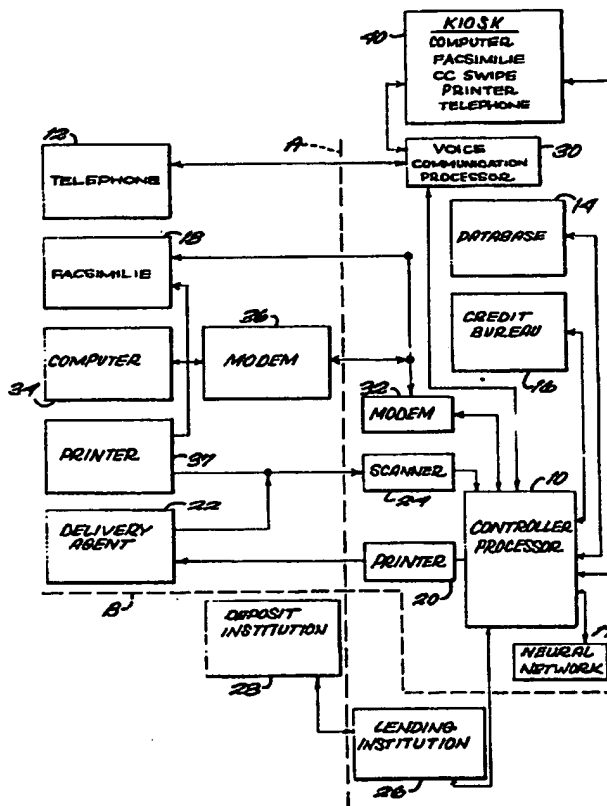 40
KIOSK
COMPUTER
FACSIMILIE
CC SWIPE
PRINTER
TELEPHONE
12
TELEPHONE
A
VOICE
COMMUNICATION
PROCESSOR
30
18
FACSIMILIE
14
DATABASE
36
MODEM
COMPUTER
34
CREDIT
BUREAU
16
32
MODEM
PRINTER
37
SCANNER
24
10
CONTROLLER
PROCESSOR
22
DELIVERY
AGENT
PRINTER
20
B
DEPOSIT
INSTITUTION
28
NEURAL
NETWORK
LENDING
INSTITUTION
26